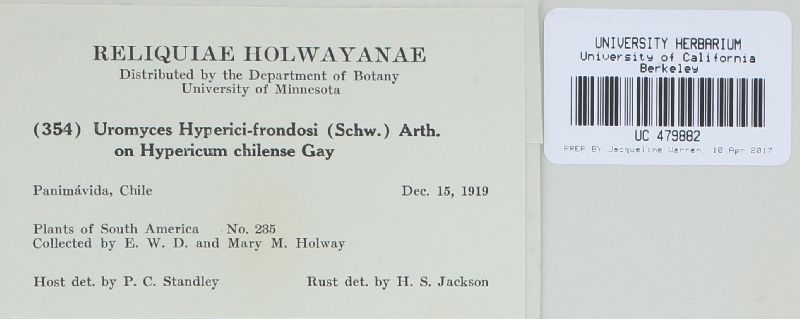 RELIQUIAE HOLWAYANAE
Distributed by the Department of Botany
University of Minnesota
(354) Uromyces Hyperici-frondosi (Schw.) Arth.
on Hypericum chilense Gay
Panimávida, Chile Dec. 15, 1919
Plants of South America No. 235
Collected by E. W. D. and Mary M. Holway
Host det. by P. C. Standley Rust det. by H. S. Jackson
UNIVERSITY HERBARIUM
University of California
Berkeley
UC 479882
PREP BY Jacqueline Warren, 10 Apr 2017